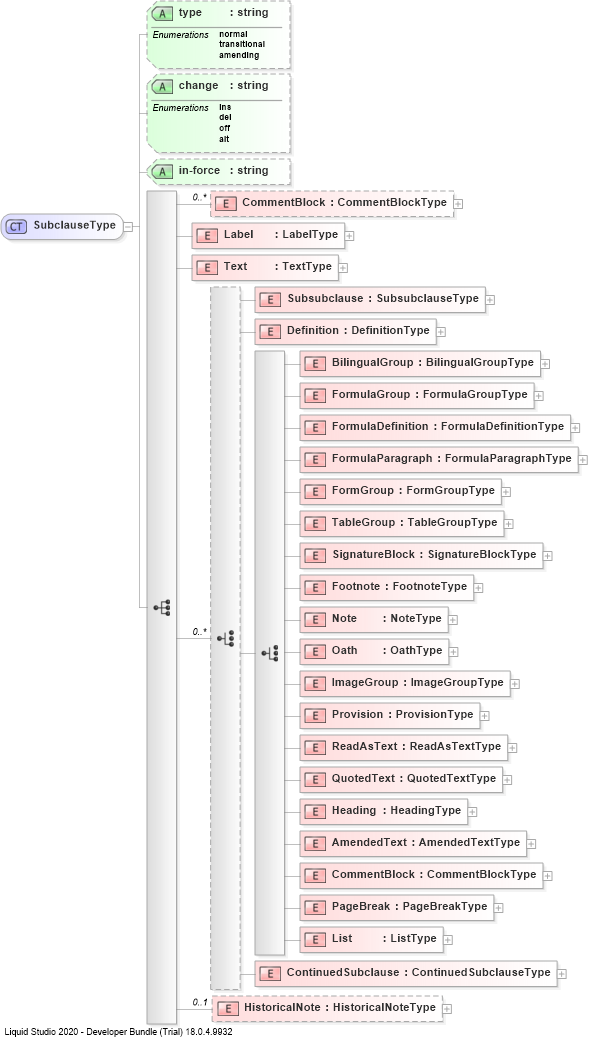 A type : string
Enumerations normal
transitional
amending
A change : string
Enumerations ins
del
off
alt
A in-force : string
CT SubclauseType
0..* E CommentBlock : CommentBlockType
E Label : LabelType
E Text : TextType
E Subsubclause : SubsubclauseType
E Definition : DefinitionType
E BilingualGroup : BilingualGroupType
E FormulaGroup : FormulaGroupType
E FormulaDefinition : FormulaDefinitionType
E FormulaParagraph : FormulaParagraphType
E FormGroup : FormGroupType
E TableGroup : TableGroupType
E SignatureBlock : SignatureBlockType
E Footnote : FootnoteType
E Note : NoteType
0..*
E Oath : OathType
E ImageGroup : ImageGroupType
E Provision : ProvisionType
E ReadAsText : ReadAsTextType
E QuotedText : QuotedTextType
E Heading : HeadingType
E AmendedText : AmendedTextType
E CommentBlock : CommentBlockType
E PageBreak : PageBreakType
E List : ListType
E ContinuedSubclause : ContinuedSubclauseType
0..1 E HistoricalNote : HistoricalNoteType
Liquid Studio 2020 - Developer Bundle (Trial) 18.0.4.9932